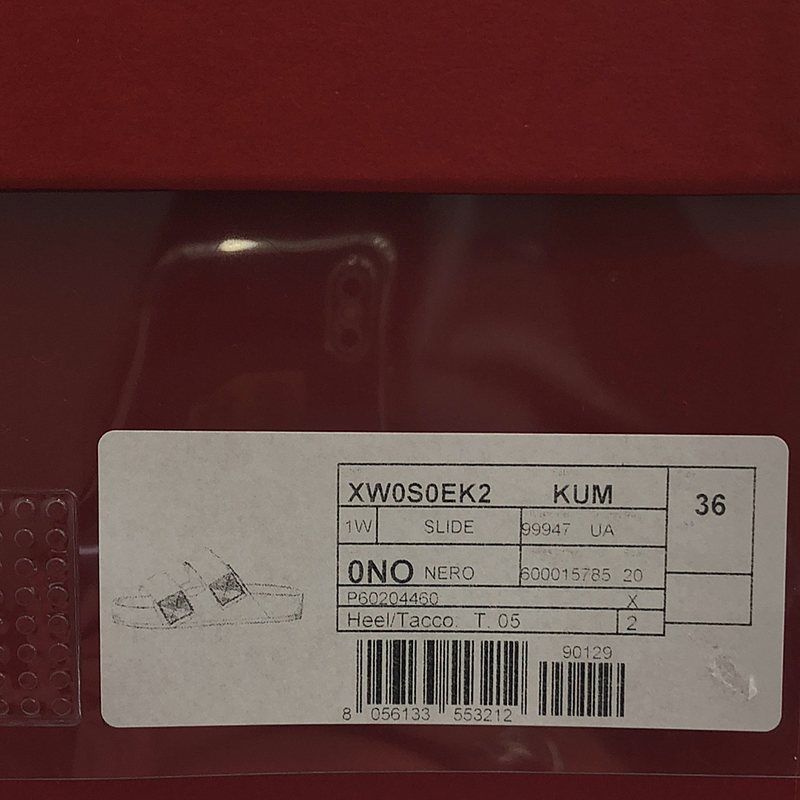 XW0S0EK2 KUM 36
1W SLIDE 99947 UA
0NO NERO 600015785 20
P60204460 X
Heel/Tacco: T. 05 2
90129
8 056133 553212